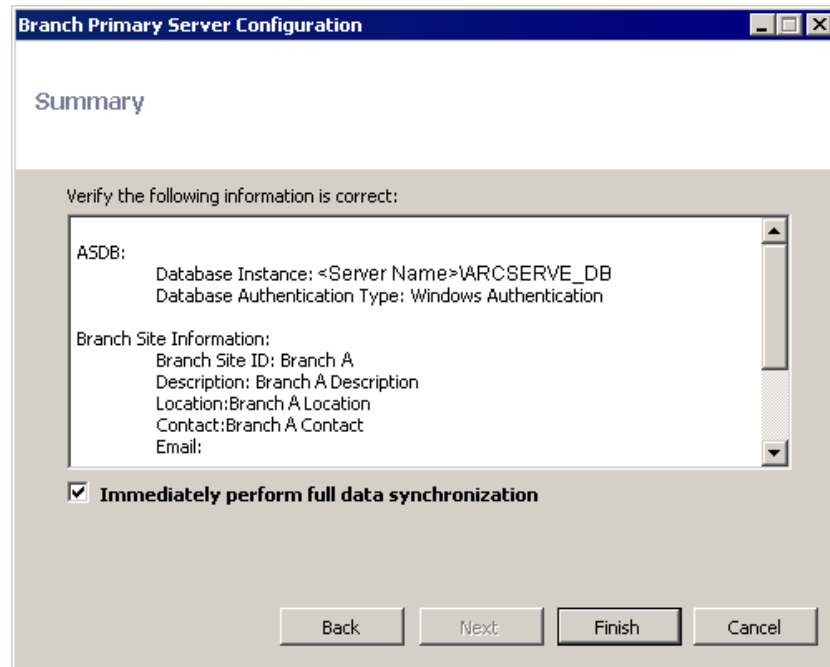 Branch Primary Server Configuration
Summary
Verify the following information is correct:
ASDB:
Database Instance: <Server Name>\ARCSERVE_DB
Database Authentication Type: Windows Authentication
Branch Site Information:
Branch Site ID: Branch A
Description: Branch A Description
Location:Branch A Location
Contact:Branch A Contact
Email:
Immediately perform full data synchronization
Back Next Finish Cancel